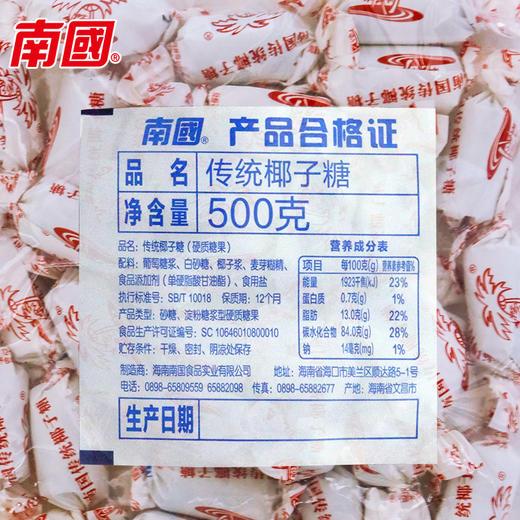 南國®
南國® 产品合格证
品名 传统椰子糖
净含量 500克
品名：传统椰子糖（硬质糖果）
配料：葡萄糖浆、白砂糖、椰子浆、麦芽糊精、
食品添加剂（单硬脂酸甘油酯）、食用盐
执行标准号：SB/T 10018 保质期：12个月
产品类型：砂糖、淀粉糖浆型硬质糖果
食品生产许可证编号：SC 10646010800010
贮存条件：干燥、密封、阴凉处保存
营养成分表
项目 每100克(g) 营养素参考值%
能量 1923千焦(kJ) 23%
蛋白质 0.7克(g) 1%
脂肪 13.0克(g) 22%
碳水化合物 84.0克(g) 28%
钠 14毫克(mg) 1%
制造商：海南南国食品实业有限公司 地址：海南省海口市美兰区顺达路5-1号
电话：0898-65809559 65882098 传真：0898-65882677 产地：海南省文昌市
生产日期
南国传统椰子糖
传统椰子糖